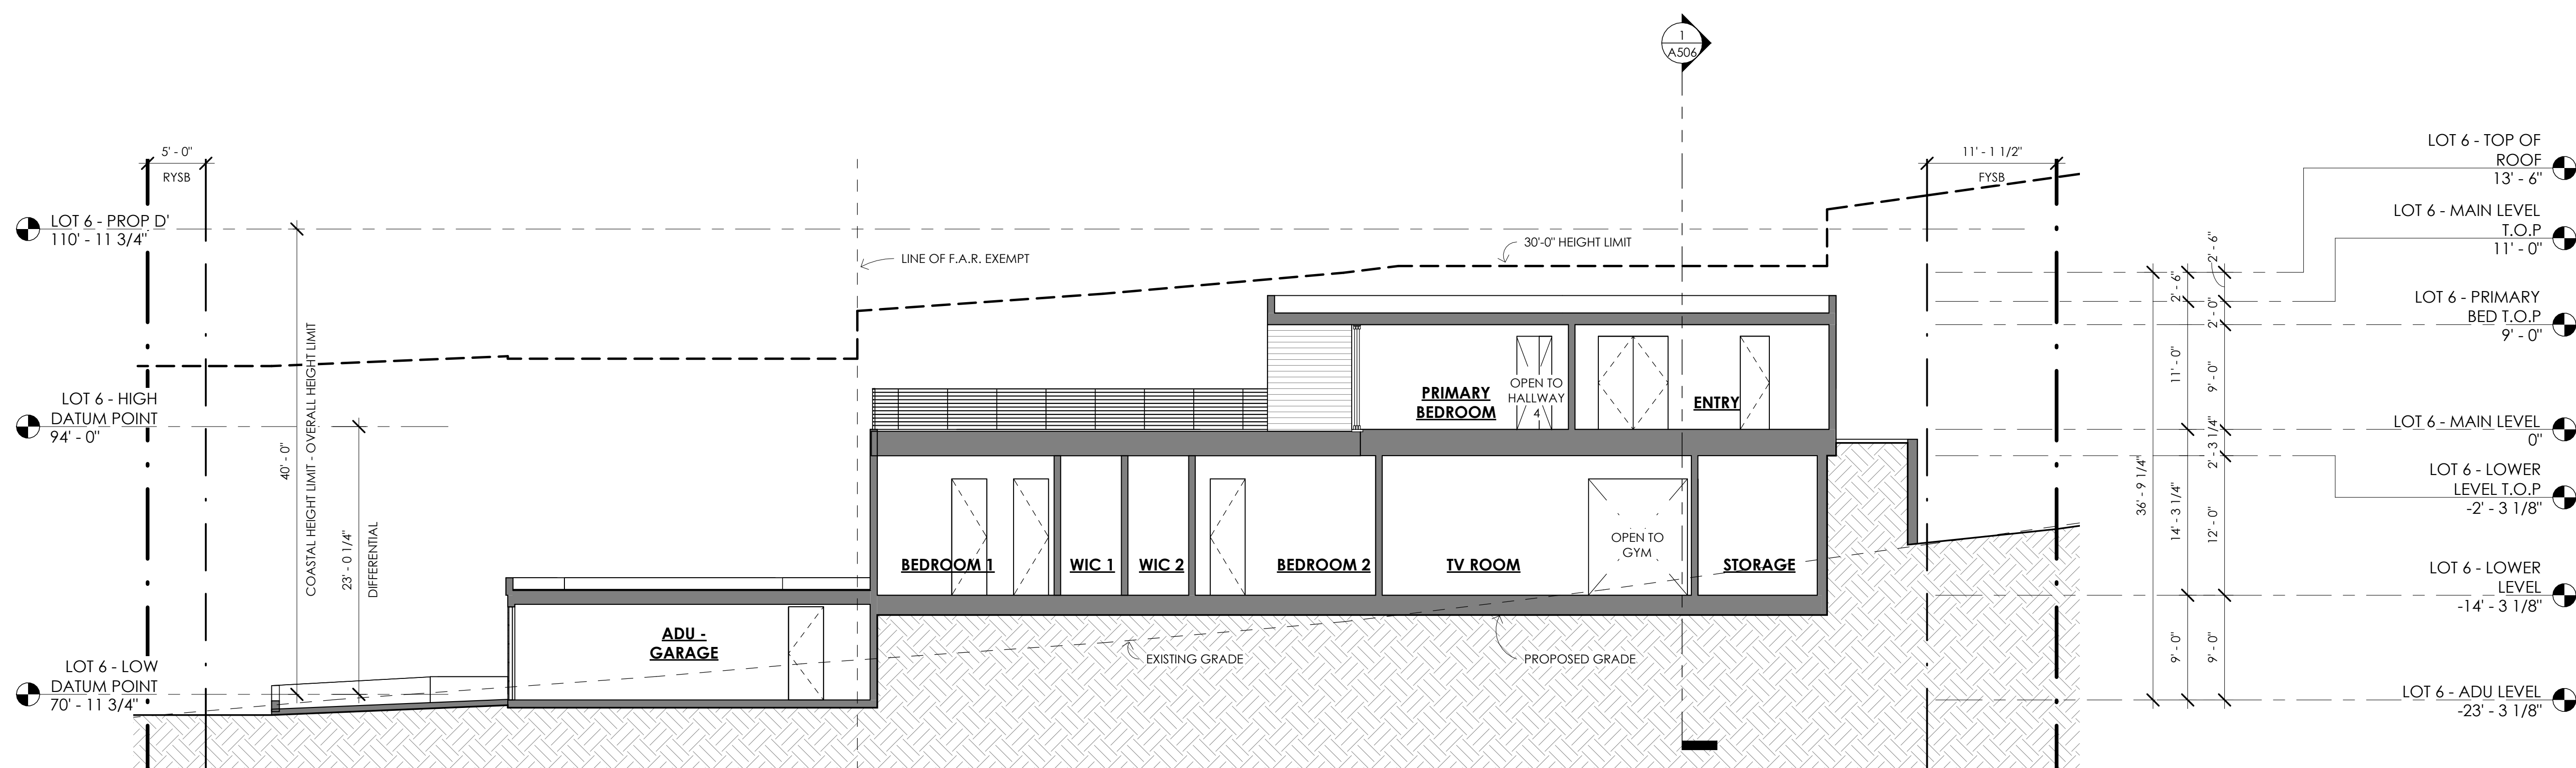 1
A506
5' - 0"
RYSB
11' - 1 1/2"
FYSB
LOT 6 - TOP OF
ROOF
13' - 6"
LOT 6 - PROP D'
110' - 11 3/4"
LOT 6 - MAIN LEVEL
T.O.P
11' - 0"
30'-0" HEIGHT LIMIT
LINE OF F.A.R. EXEMPT
2' - 6"
2' - 6"
2' - 0"
LOT 6 - PRIMARY
BED T.O.P
9' - 0"
COASTAL HEIGHT LIMIT - OVERALL HEIGHT LIMIT
40' - 0"
11' - 0"
9' - 0"
LOT 6 - HIGH
DATUM POINT
94' - 0"
PRIMARY
BEDROOM
OPEN TO
HALLWAY
4
ENTRY
LOT 6 - MAIN LEVEL
0"
2' - 3 1/4"
36' - 9 1/4"
14' - 3 1/4"
12' - 0"
LOT 6 - LOWER
LEVEL T.O.P
-2' - 3 1/8"
23' - 0 1/4"
DIFFERENTIAL
BEDROOM 1
WIC 1
WIC 2
BEDROOM 2
TV ROOM
OPEN TO
GYM
STORAGE
LOT 6 - LOWER
LEVEL
-14' - 3 1/8"
ADU -
GARAGE
EXISTING GRADE
PROPOSED GRADE
9' - 0"
9' - 0"
LOT 6 - LOW
DATUM POINT
70' - 11 3/4"
LOT 6 - ADU LEVEL
-23' - 3 1/8"